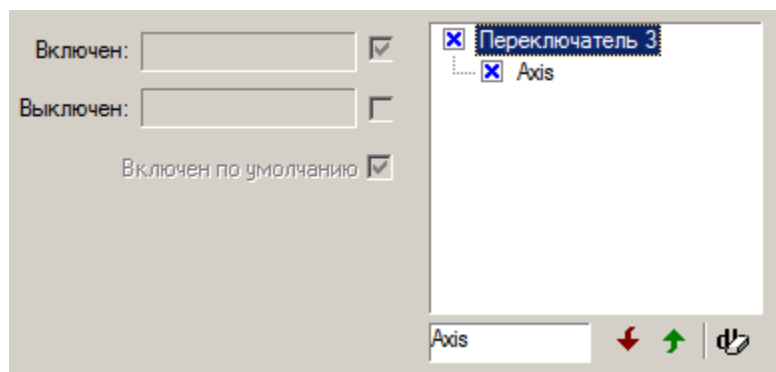 Включен:
Выключен:
Включен по умолчанию
Переключатель 3
Axis
Axis